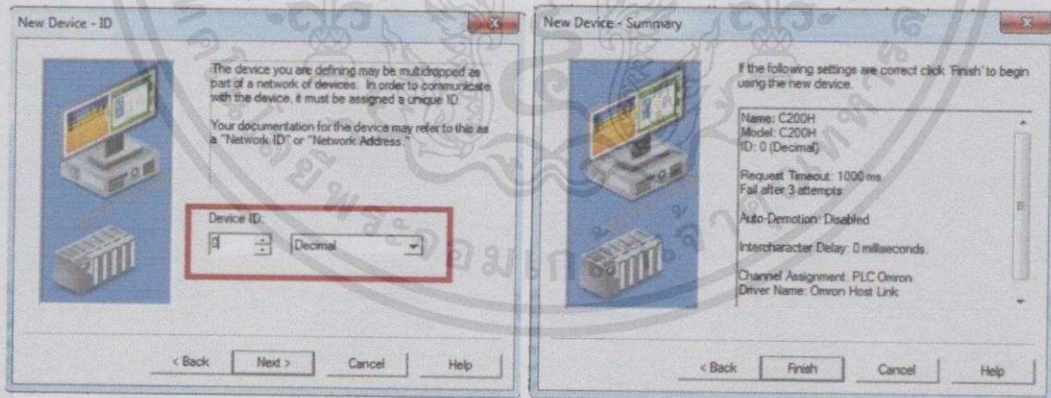 New Device - ID
The device you are defining may be multidropped as
part of a network of devices. In order to communicate
with the device, it must be assigned a unique ID.
Your documentation for the device may refer to this as
a "Network ID" or "Network Address."
Device ID:
0 Decimal
< Back Next > Cancel Help
New Device - Summary
If the following settings are correct click 'Finish' to begin
using the new device.
Name: C200H
Model: C200H
ID: 0 (Decimal)
Request Timeout: 1000 ms
Fail after 3 attempts
Auto-Demotion: Disabled
Intercharacter Delay: 0 milliseconds.
Channel Assignment: PLC Omron
Driver Name: Omron Host Link
< Back Finish Cancel Help